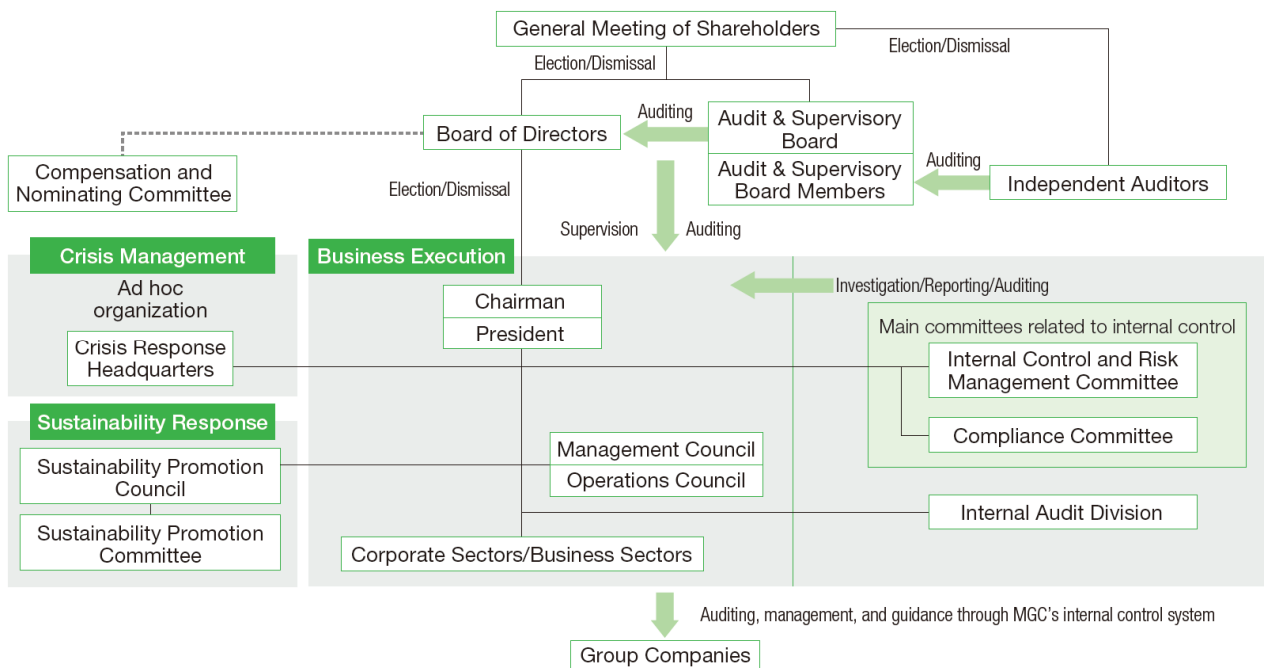 General Meeting of Shareholders
Election/Dismissal
Election/Dismissal
Auditing
Board of Directors
Audit & Supervisory
Board
Audit & Supervisory
Board Members
Auditing
Independent Auditors
Compensation and
Nominating Committee
Election/Dismissal
Supervision
Auditing
Crisis Management
Ad hoc
organization
Crisis Response
Headquarters
Business Execution
Chairman
President
Investigation/Reporting/Auditing
Main committees related to internal control
Internal Control and Risk
Management Committee
Compliance Committee
Sustainability Response
Sustainability Promotion
Council
Sustainability Promotion
Committee
Management Council
Operations Council
Internal Audit Division
Corporate Sectors/Business Sectors
Auditing, management, and guidance through MGC's internal control system
Group Companies